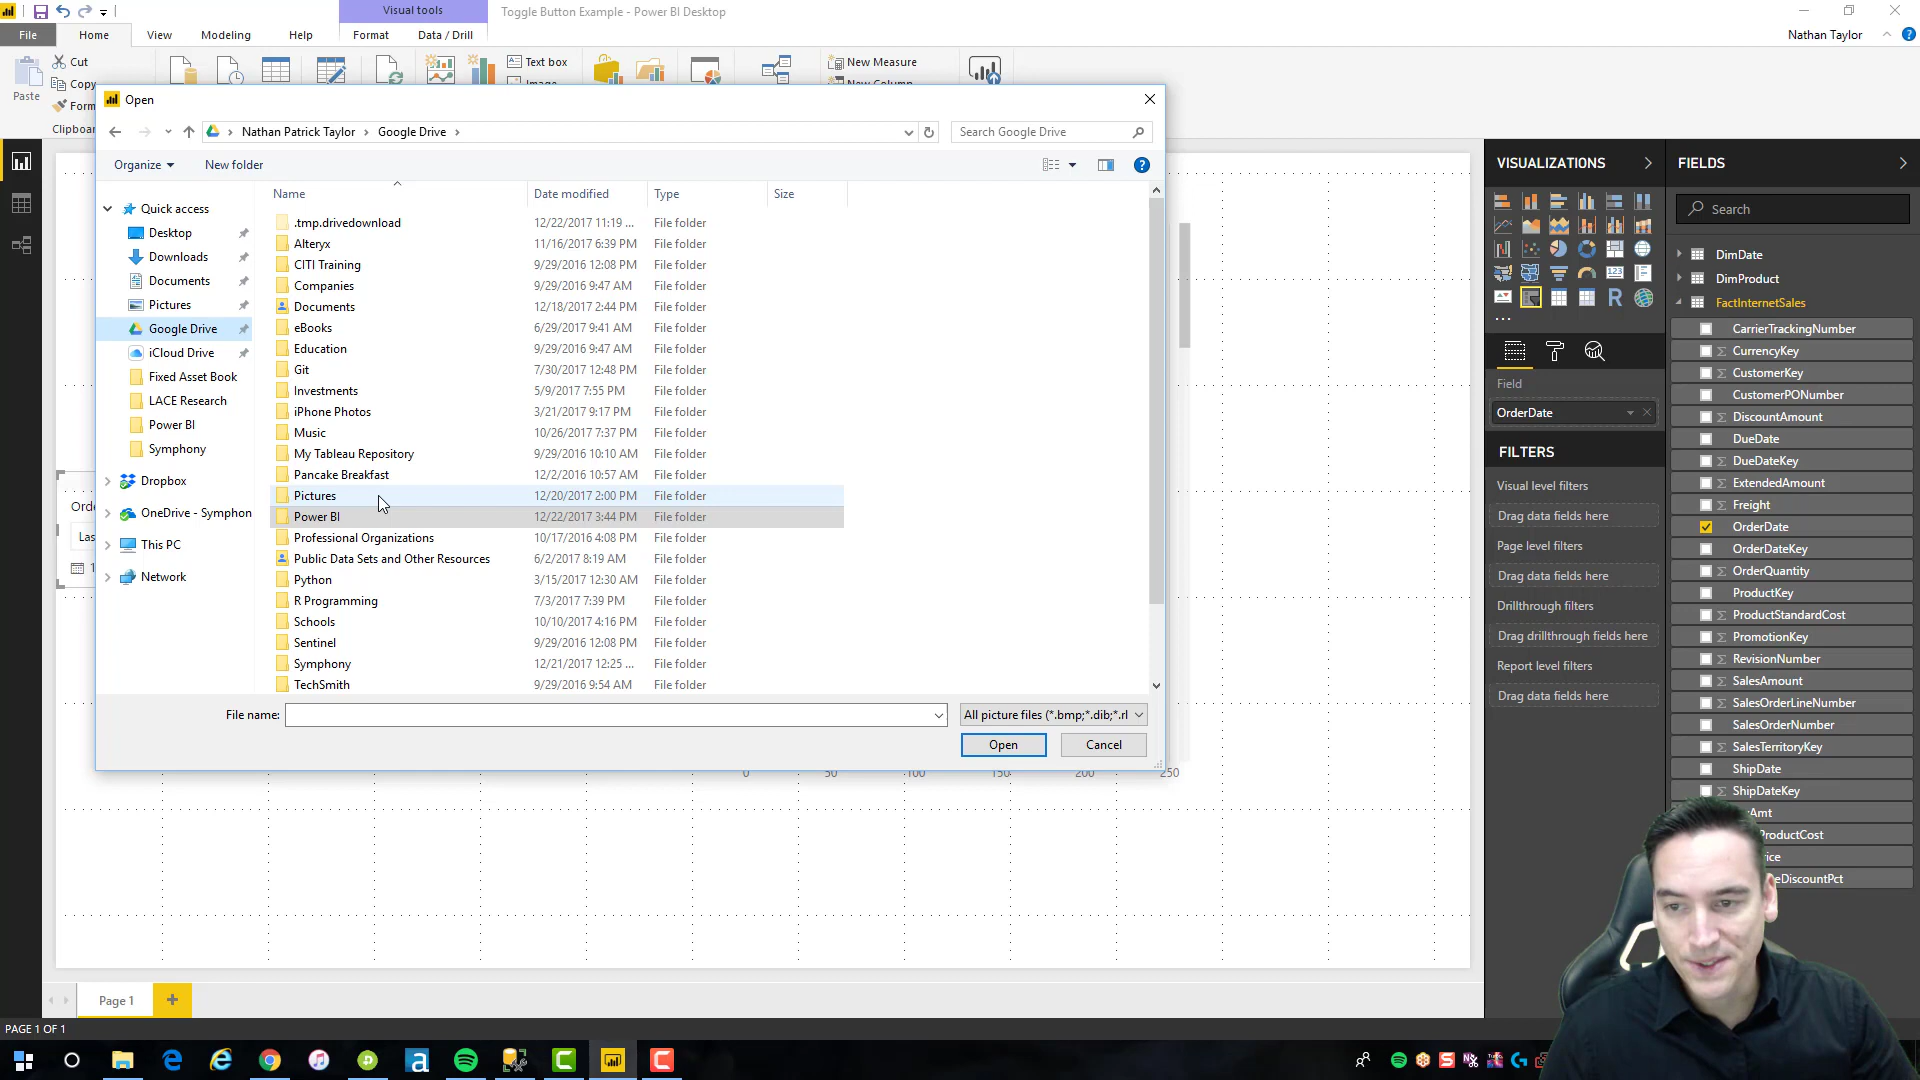 Visual tools
Toggle Button Example - Power BI Desktop
File
Home
View
Modeling
Help
Format
Data / Drill
Nathan Taylor
Cut
Copy
Paste
Form
Clipboard
Text box
New Measure
New Column
Open
Nathan Patrick Taylor
Google Drive
Search Google Drive
Organize
New folder
Name
Date modified
Type
Size
Quick access
Desktop
Downloads
Documents
Pictures
Google Drive
iCloud Drive
Fixed Asset Book
LACE Research
Power BI
Symphony
Dropbox
OneDrive - Symphon
This PC
Network
.tmp.drivedownload 12/22/2017 11:19 ... File folder
Alteryx 11/16/2017 6:39 PM File folder
CITI Training 9/29/2016 12:08 PM File folder
Companies 9/29/2016 9:47 AM File folder
Documents 12/18/2017 2:44 PM File folder
eBooks 6/29/2017 9:41 AM File folder
Education 9/29/2016 9:47 AM File folder
Git 7/30/2017 12:48 PM File folder
Investments 5/9/2017 7:55 PM File folder
iPhone Photos 3/21/2017 9:17 PM File folder
Music 10/26/2017 7:37 PM File folder
My Tableau Repository 9/29/2016 10:10 AM File folder
Pancake Breakfast 12/2/2016 10:57 AM File folder
Pictures 12/20/2017 2:00 PM File folder
Power BI 12/22/2017 3:44 PM File folder
Professional Organizations 10/17/2016 4:08 PM File folder
Public Data Sets and Other Resources 6/2/2017 8:19 AM File folder
Python 3/15/2017 12:30 AM File folder
R Programming 7/3/2017 7:39 PM File folder
Schools 10/10/2017 4:16 PM File folder
Sentinel 9/29/2016 12:08 PM File folder
Symphony 12/21/2017 12:25 ... File folder
TechSmith 9/29/2016 9:54 AM File folder
File name:
All picture files (*.bmp;*.dib;*.rl
Open
Cancel
Las
0 50 100 150 200 250
VISUALIZATIONS
Field
OrderDate
FILTERS
Visual level filters
Drag data fields here
Page level filters
Drag data fields here
Drillthrough filters
Drag drillthrough fields here
Report level filters
Drag data fields here
FIELDS
Search
DimDate
DimProduct
FactInternetSales
CarrierTrackingNumber
CurrencyKey
CustomerKey
CustomerPONumber
DiscountAmount
DueDate
DueDateKey
ExtendedAmount
Freight
OrderDate
OrderDateKey
OrderQuantity
ProductKey
ProductStandardCost
PromotionKey
RevisionNumber
SalesAmount
SalesOrderLineNumber
SalesOrderNumber
SalesTerritoryKey
ShipDate
ShipDateKey
Amt
ProductCost
ice
eDiscountPct
Page 1
PAGE 1 OF 1